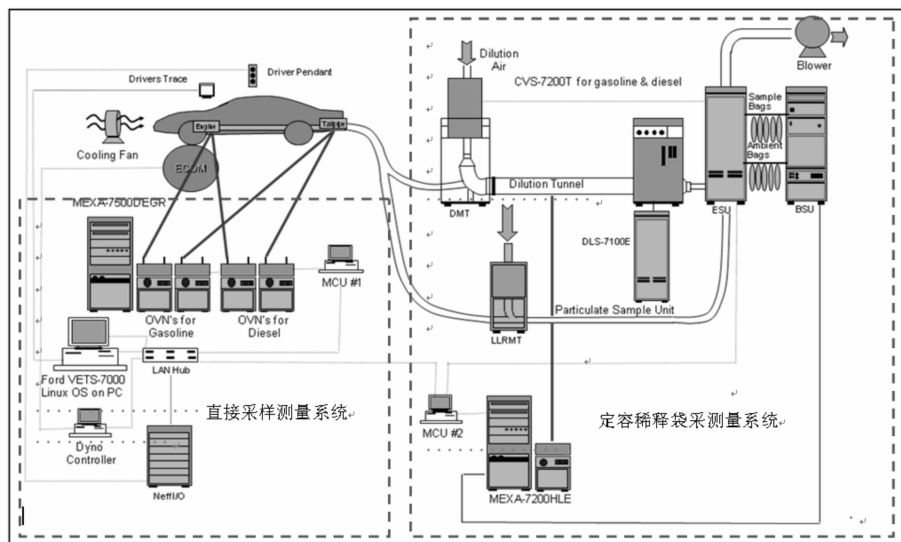 Dilution
Air
CVS-7200T for gasoline & diesel
Blower
Driver Pendant
Drivers Trace
Sample
Bags
Ambient
Bags
Engine
Tailpipe
Cooling Fan
ECDM
Dilution Tunnel
DMT
ESU
BSU
MEXA-7500DEGR
DLS-7100E
MCU #1
OVN's for
Gasoline
OVN's for
Diesel
Particulate Sample Unit
LLRMT
LAN Hub
Ford VETS-7000
Linux OS on PC
直接采样测量系统
定容稀释袋采测量系统
Dyno
Controller
MCU #2
NeffI/O
MEXA-7200HLE